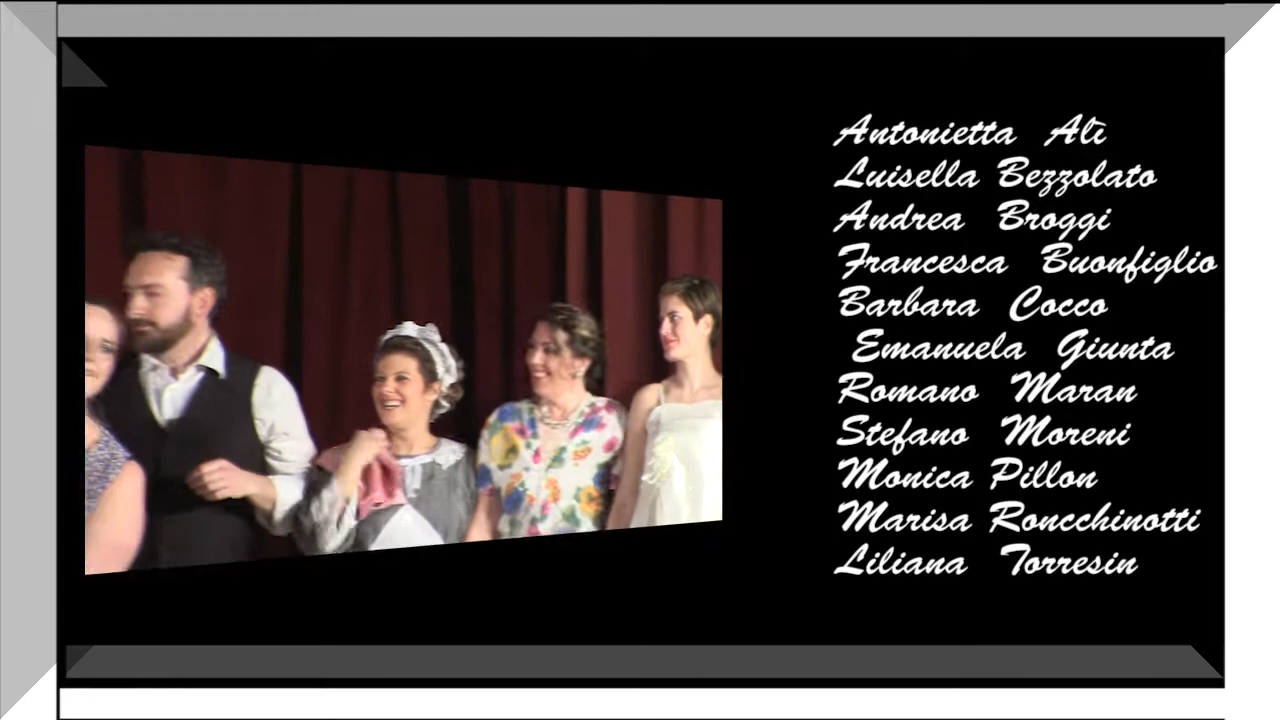 Antonietta Alì
Luisella Bezzolato
Andrea Broggi
Francesca Buonfiglio
Barbara Cocco
Emanuela Giunta
Romano Maran
Stefano Moreni
Monica Pillon
Marisa Roncchinotti
Liliana Torresin